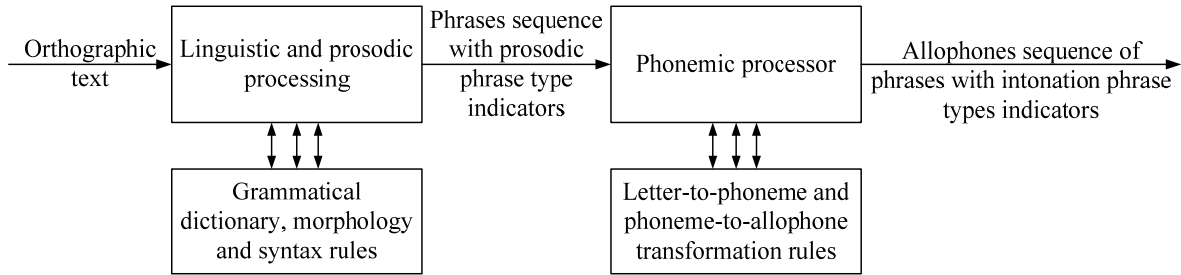 Orthographic
text
Linguistic and prosodic
processing
Phrases sequence
with prosodic
phrase type
indicators
Phonemic processor
Allophones sequence of
phrases with intonation phrase
types indicators
Grammatical
dictionary, morphology
and syntax rules
Letter-to-phoneme and
phoneme-to-allophone
transformation rules